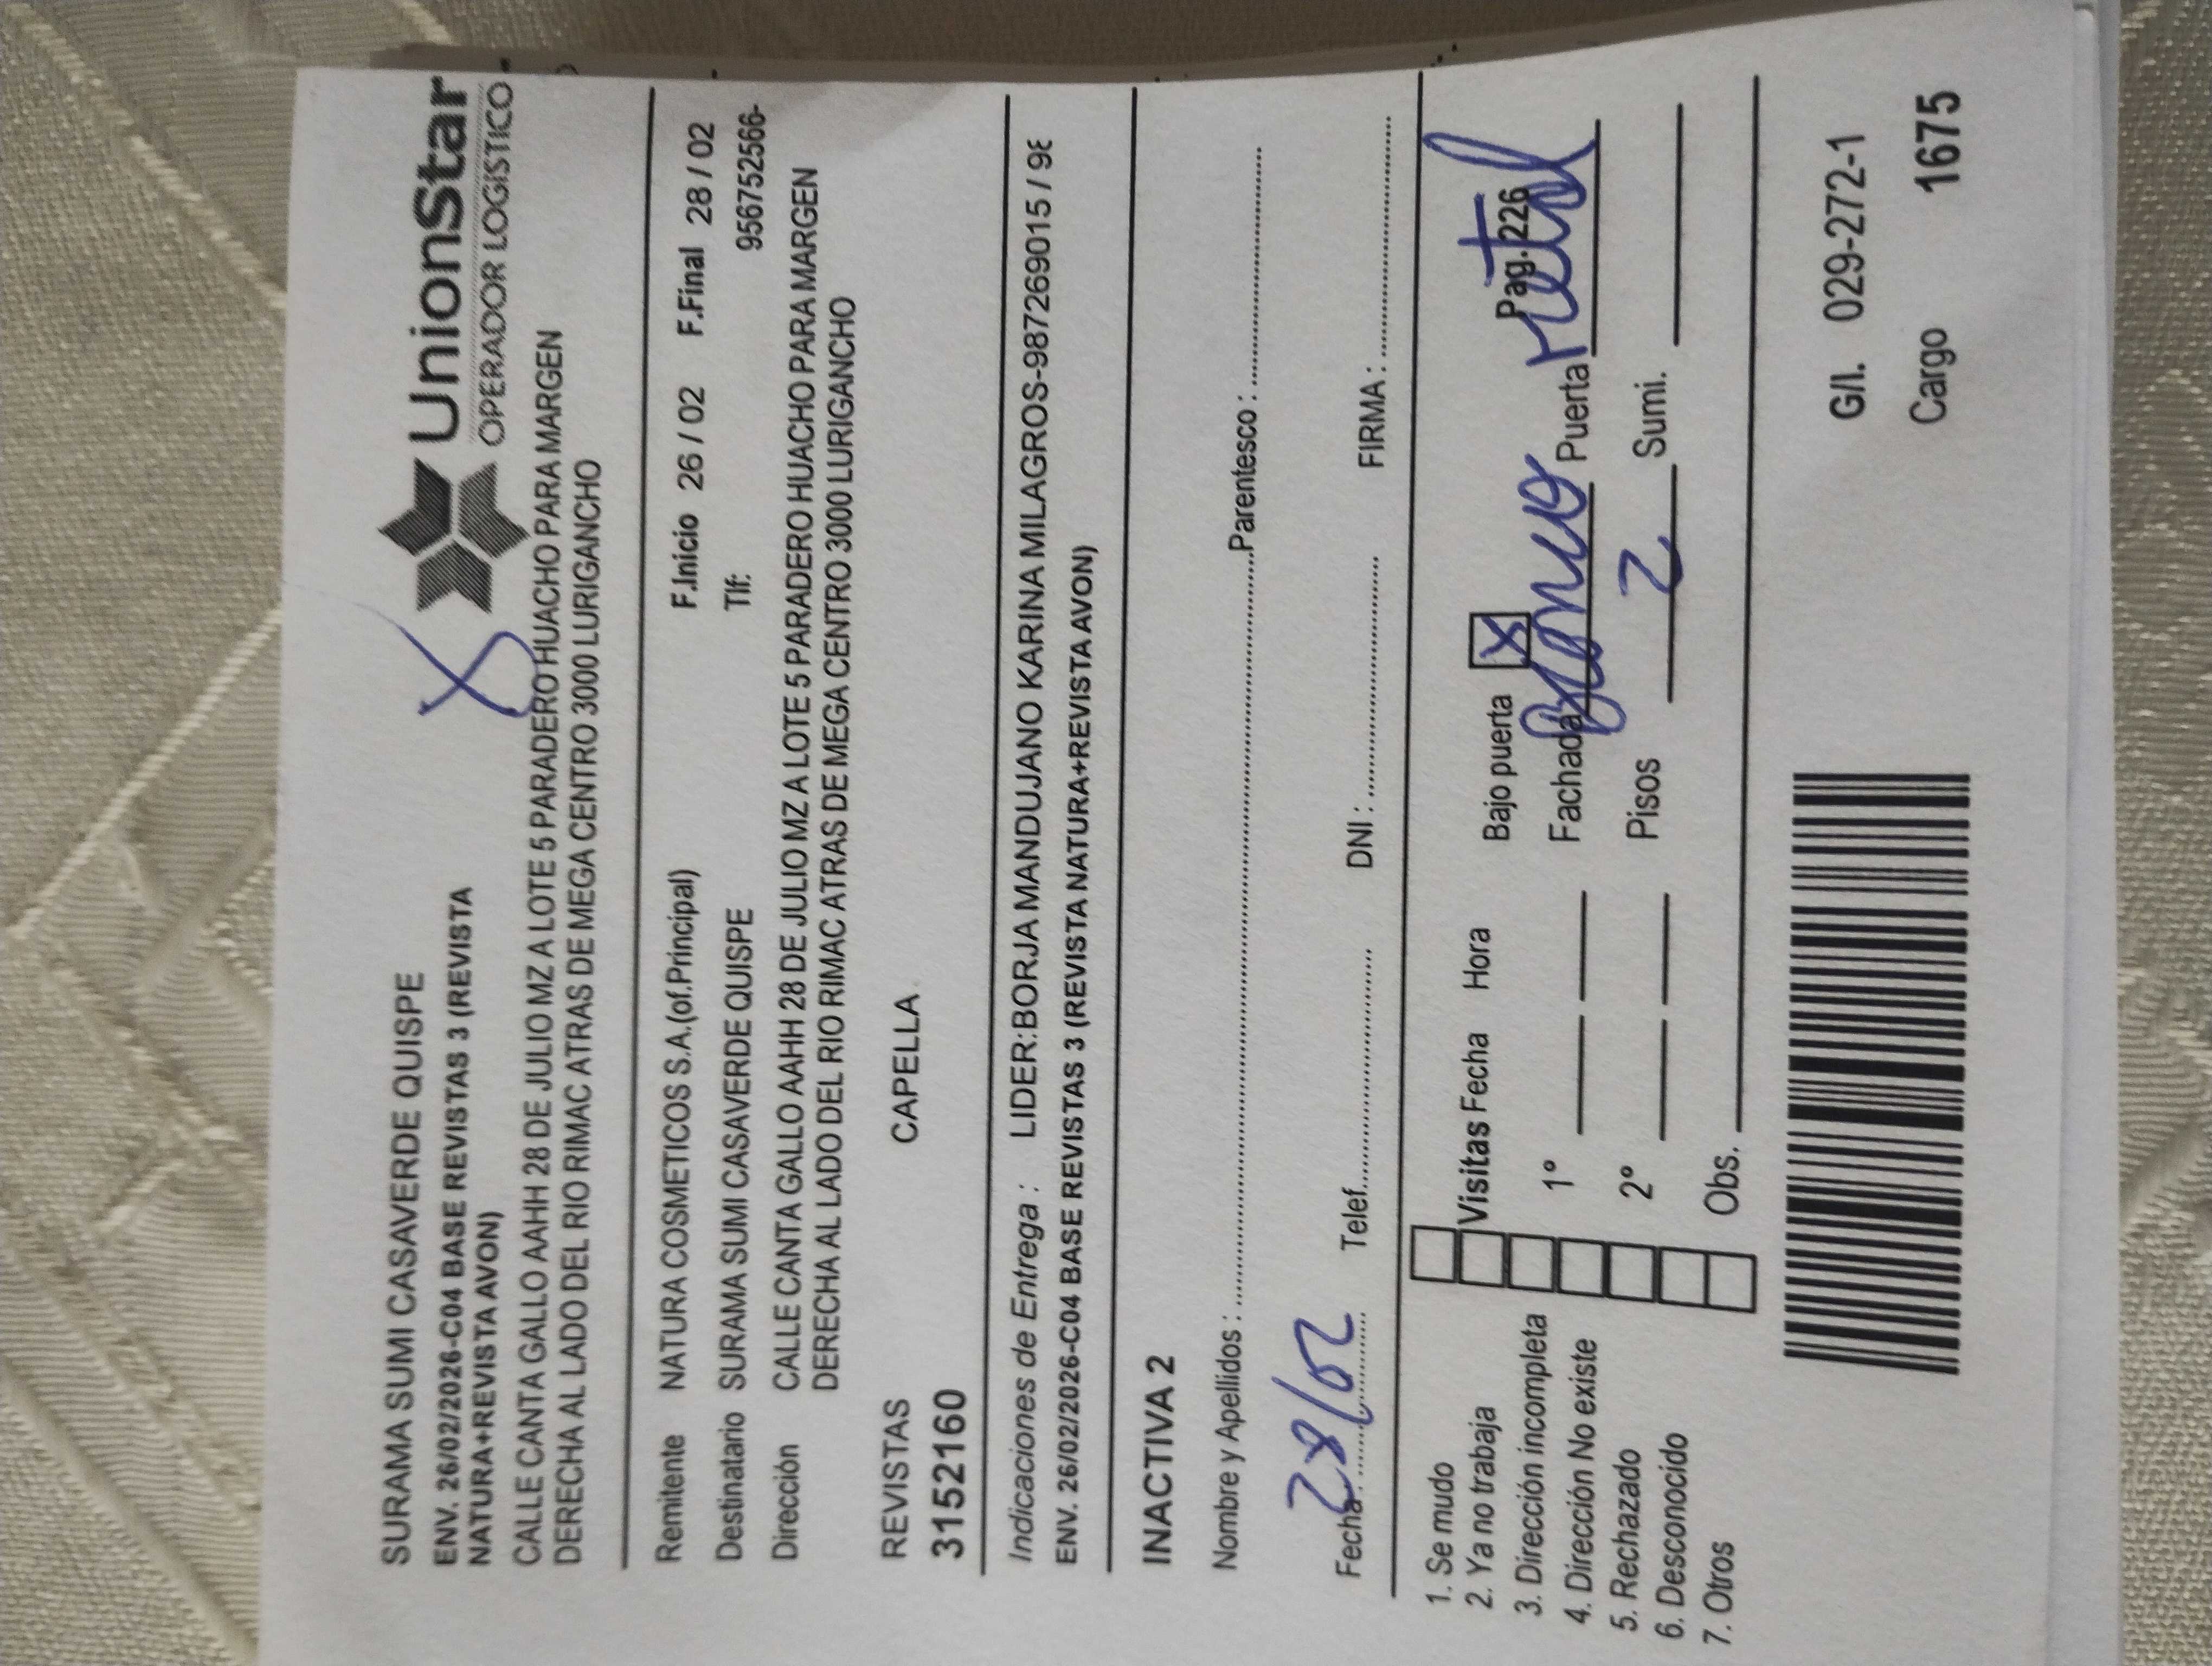 UnionStar
OPERADOR LOGISTICO
SURAMA SUMI CASAVERDE QUISPE
ENV. 26/02/2026-C04 BASE REVISTAS 3 (REVISTA
NATURA+REVISTA AVON)
CALLE CANTA GALLO AAHH 28 DE JULIO MZ A LOTE 5 PARADERO HUACHO PARA MARGEN
DERECHA AL LADO DEL RIO RIMAC ATRAS DE MEGA CENTRO 3000 LURIGANCHO
Remitente NATURA COSMETICOS S.A.(of.Principal) F.Inicio 26 / 02 F.Final 28 / 02
Destinatario SURAMA SUMI CASAVERDE QUISPE Tlf: 956752566-
Dirección CALLE CANTA GALLO AAHH 28 DE JULIO MZ A LOTE 5 PARADERO HUACHO PARA MARGEN
DERECHA AL LADO DEL RIO RIMAC ATRAS DE MEGA CENTRO 3000 LURIGANCHO
REVISTAS CAPELLA
3152160
Indicaciones de Entrega : LIDER:BORJA MANDUJANO KARINA MILAGROS-987269015 / 98
ENV. 26/02/2026-C04 BASE REVISTAS 3 (REVISTA NATURA+REVISTA AVON)
INACTIVA 2
Nombre y Apellidos : Parentesco :
Fecha : 28/02 Telef. DNI : FIRMA :
1. Se mudo
2. Ya no trabaja
3. Dirección incompleta
4. Dirección No existe
5. Rechazado
6. Desconocido
7. Otros
Visitas Fecha Hora Bajo puerta X Pag. 226
1° Fachada Blanco Puerta metal
2° Pisos 2 Sumi.
Obs.
G/l. 029-272-1
Cargo 1675